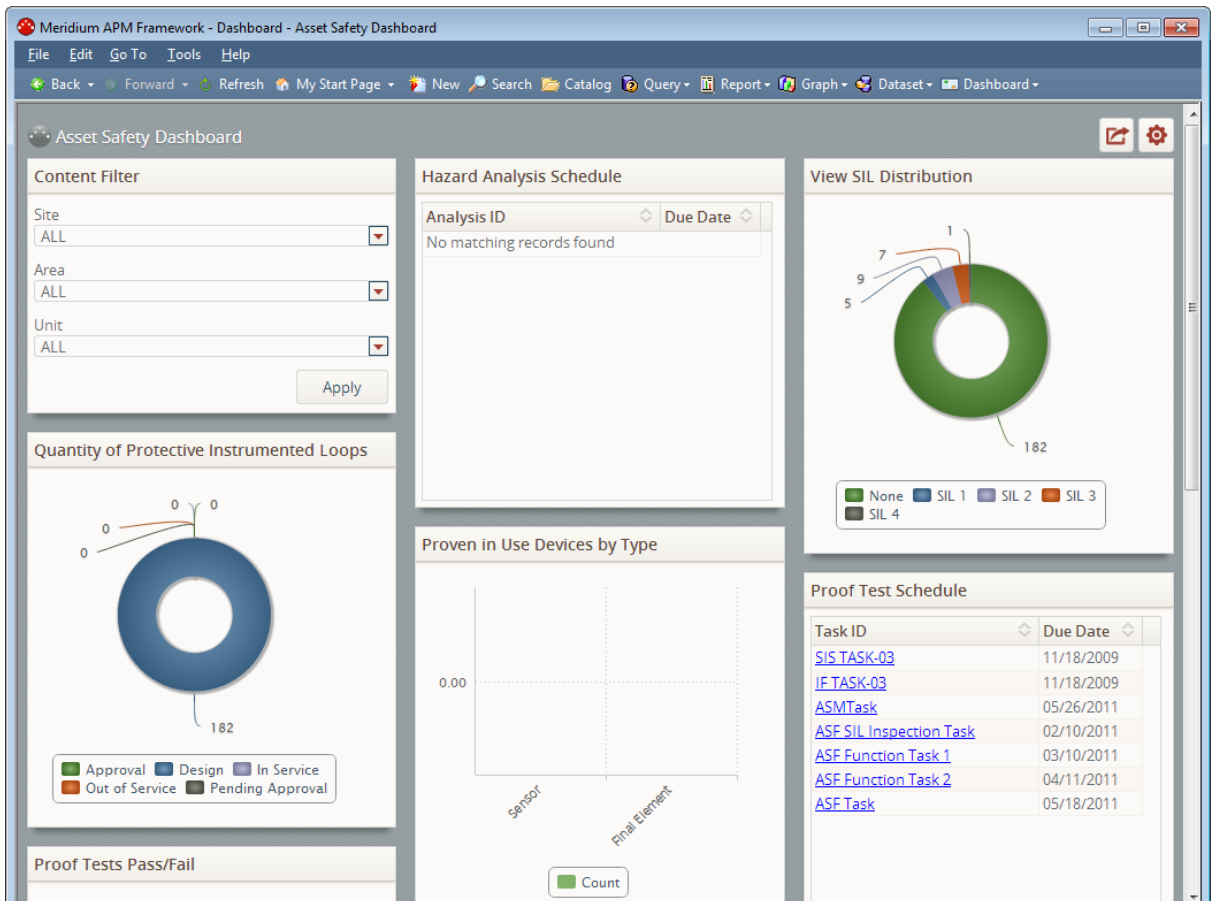 Meridium APM Framework - Dashboard - Asset Safety Dashboard
File Edit Go To Tools Help
Back Forward Refresh My Start Page New Search Catalog Query Report Graph Dataset Dashboard
Asset Safety Dashboard
Content Filter
Site
ALL
Area
ALL
Unit
ALL
Apply
Quantity of Protective Instrumented Loops
0 0
0
0
182
Approval Design In Service
Out of Service Pending Approval
Proof Tests Pass/Fail
Hazard Analysis Schedule
Analysis ID Due Date
No matching records found
Proven in Use Devices by Type
0.00
Sensor
Final Element
Count
View SIL Distribution
1
7
9
5
182
None SIL 1 SIL 2 SIL 3
SIL 4
Proof Test Schedule
Task ID Due Date
SIS TASK-03 11/18/2009
IF TASK-03 11/18/2009
ASMTask 05/26/2011
ASF SIL Inspection Task 02/10/2011
ASF Function Task 1 03/10/2011
ASF Function Task 2 04/11/2011
ASF Task 05/18/2011